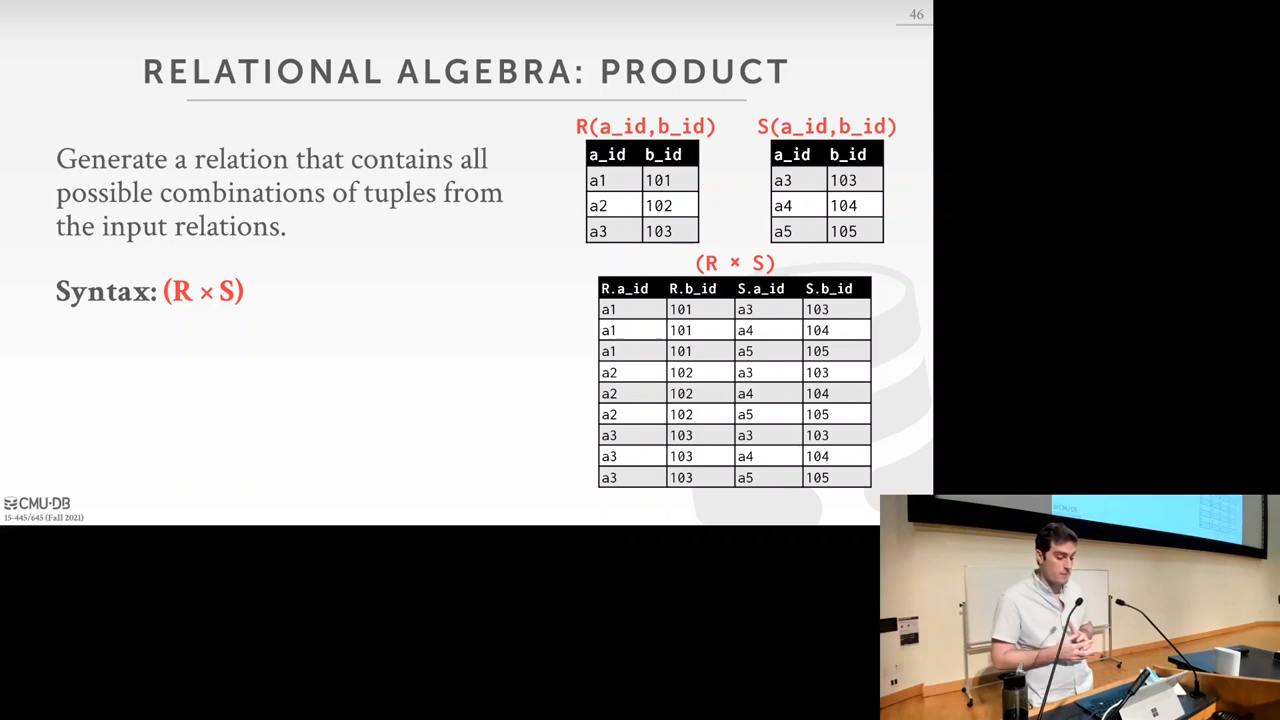 46
RELATIONAL ALGEBRA: PRODUCT
Generate a relation that contains all
possible combinations of tuples from
the input relations.
Syntax: (R × S)
R(a_id,b_id)
a_id b_id
a1 101
a2 102
a3 103
S(a_id,b_id)
a_id b_id
a3 103
a4 104
a5 105
(R × S)
R.a_id R.b_id S.a_id S.b_id
a1 101 a3 103
a1 101 a4 104
a1 101 a5 105
a2 102 a3 103
a2 102 a4 104
a2 102 a5 105
a3 103 a3 103
a3 103 a4 104
a3 103 a5 105
CMU·DB
15-445/645 (Fall 2021)